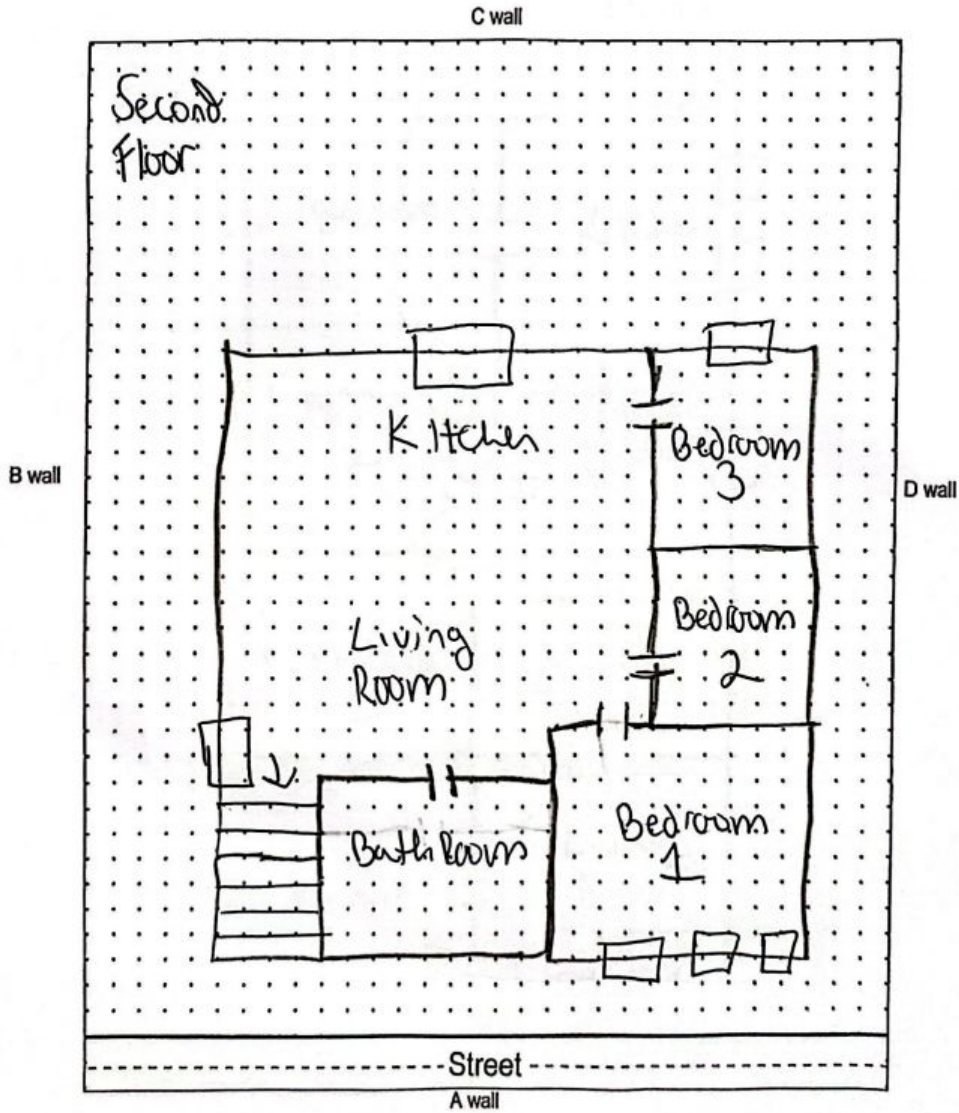 C wall
Second
Floor
Kitchen
Bedroom
3
B wall
D wall
Bedroom
2
Living
Room
Bedroom
1
BathRoom
Street
A wall